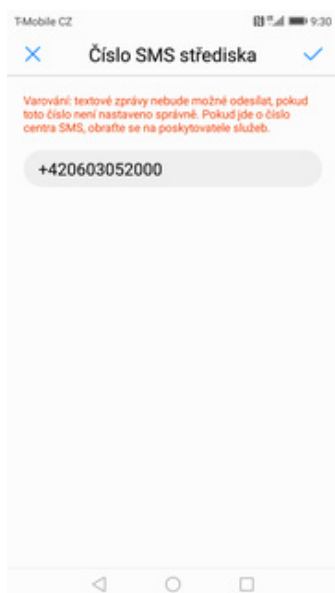 T-Mobile CZ 9:30
Číslo SMS střediska
Varování: textové zprávy nebude možné odesílat, pokud
toto číslo není nastaveno správně. Pokud jde o číslo
centra SMS, obraťte se na poskytovatele služeb.
+420603052000